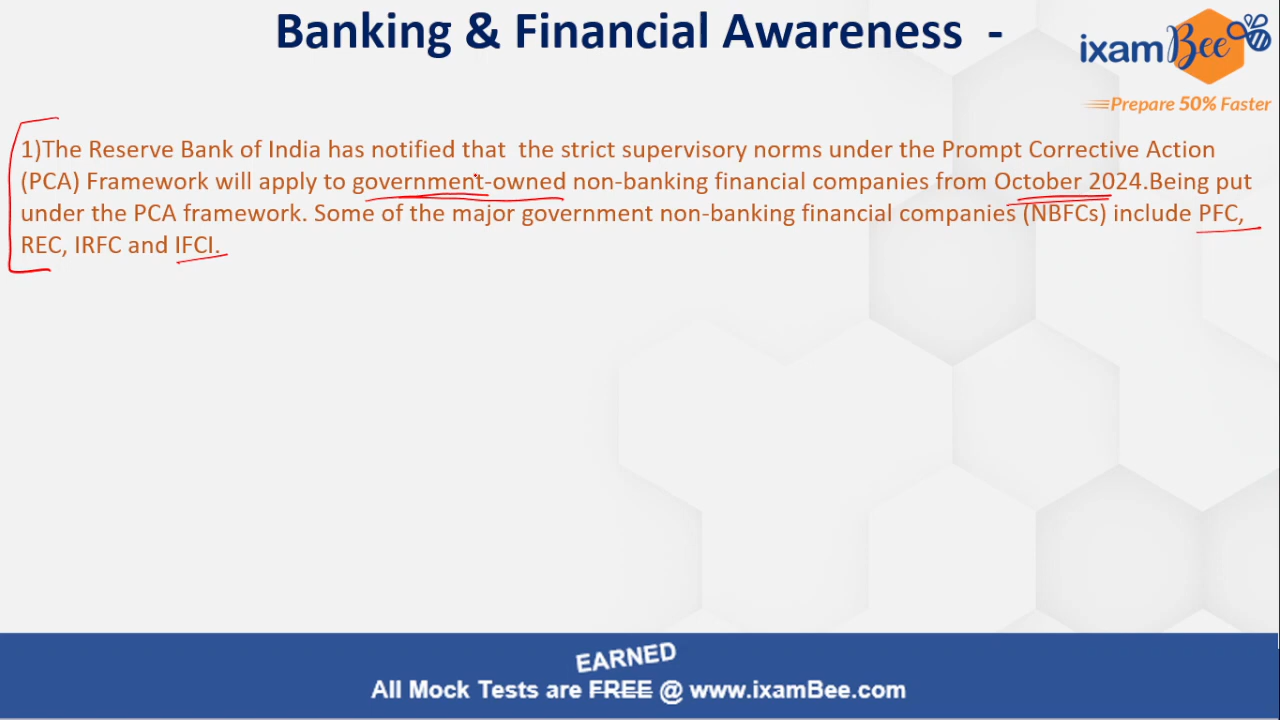 Banking & Financial Awareness -
ixamBee
Prepare 50% Faster
1)The Reserve Bank of India has notified that  the strict supervisory norms under the Prompt Corrective Action
(PCA) Framework will apply to government-owned non-banking financial companies from October 2024.Being put
under the PCA framework. Some of the major government non-banking financial companies (NBFCs) include PFC,
REC, IRFC and IFCI.
EARNED
All Mock Tests are FREE @ www.ixamBee.com